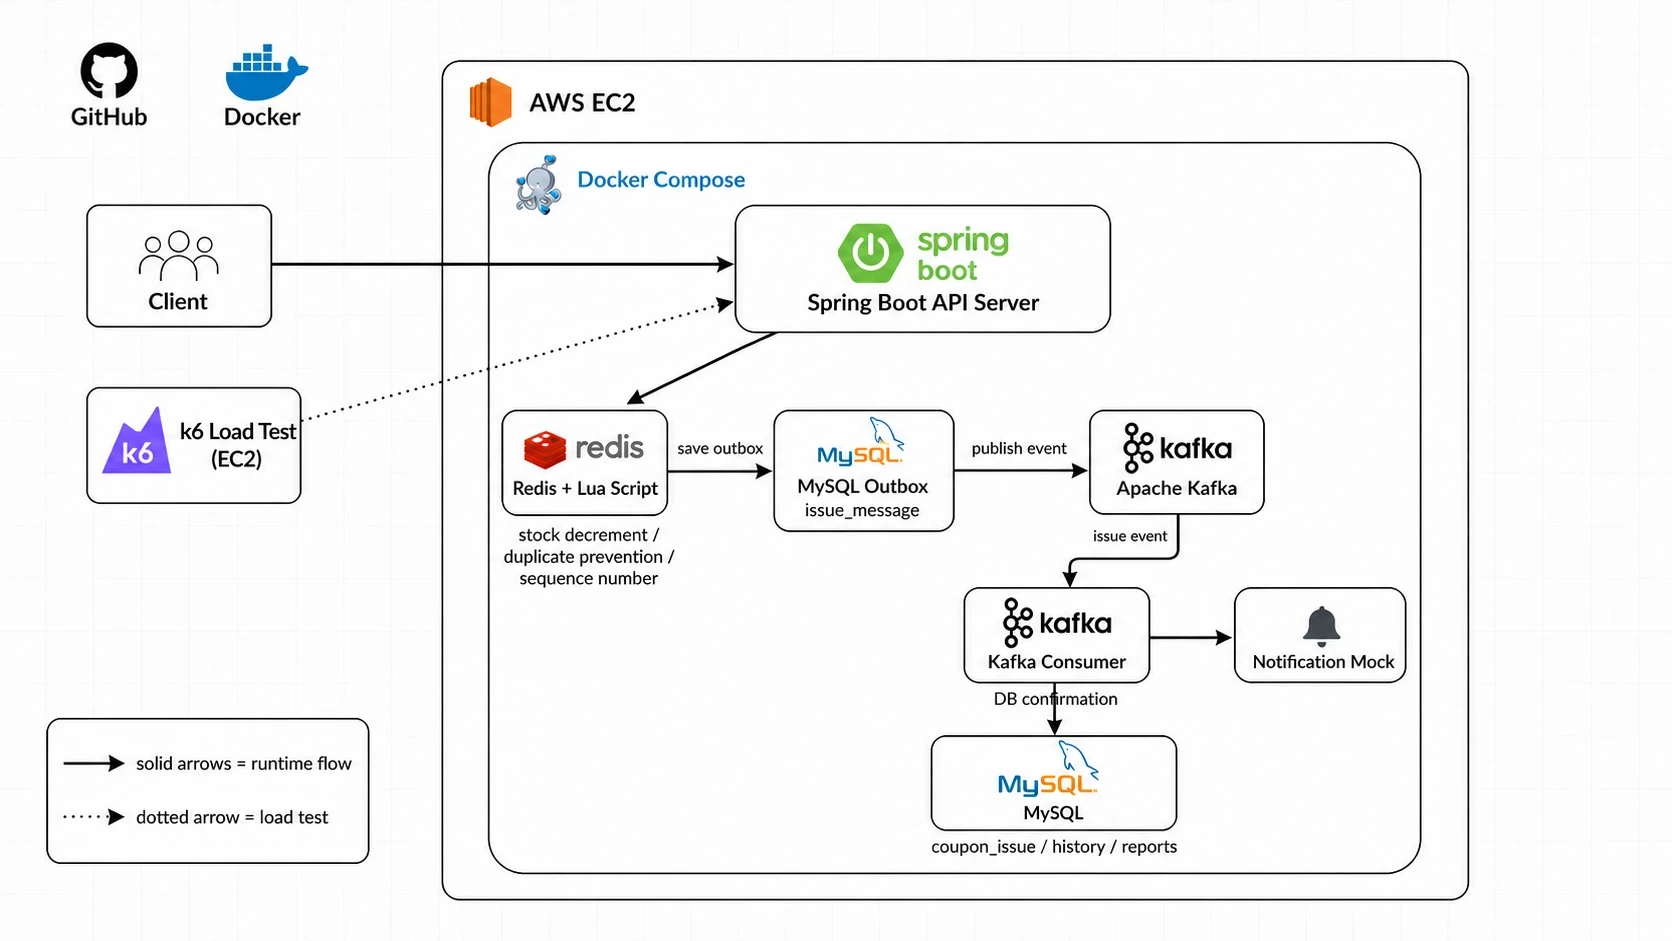 GitHub
Docker
AWS EC2
Docker Compose
Client
spring
boot
Spring Boot API Server
k6
k6 Load Test
(EC2)
redis
Redis + Lua Script
stock decrement /
duplicate prevention /
sequence number
save outbox
MySQL
MySQL Outbox
issue_message
publish event
kafka
Apache Kafka
issue event
kafka
Kafka Consumer
Notification Mock
DB confirmation
MySQL
MySQL
coupon_issue / history / reports
solid arrows = runtime flow
dotted arrow = load test